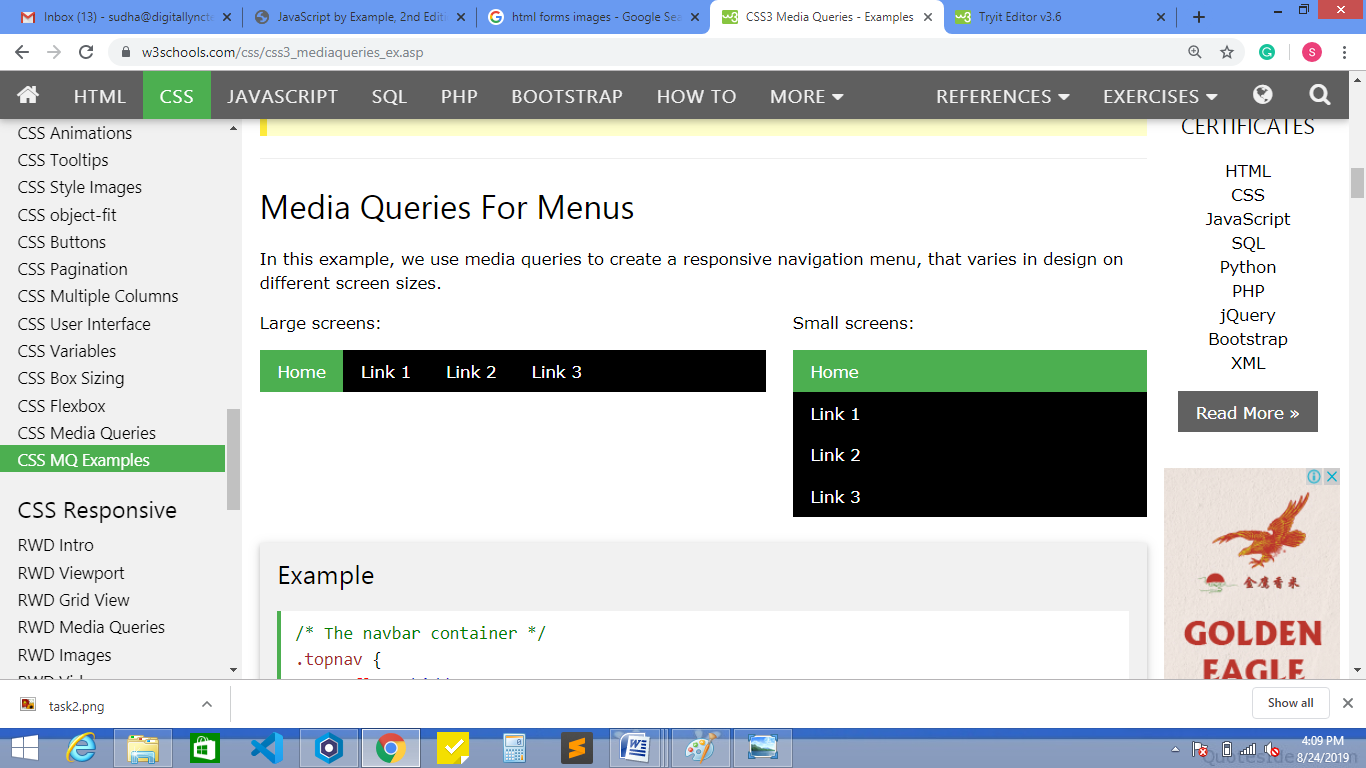 Inbox (13) - sudha@digitallynct
JavaScript by Example, 2nd Editi
html forms images - Google Sea
CSS3 Media Queries - Examples
Tryit Editor v3.6
w3schools.com/css/css3_mediaqueries_ex.asp
S
HTML
CSS
JAVASCRIPT
SQL
PHP
BOOTSTRAP
HOW TO
MORE
REFERENCES
EXERCISES
CSS Animations
CSS Tooltips
CSS Style Images
CSS object-fit
CSS Buttons
CSS Pagination
CSS Multiple Columns
CSS User Interface
CSS Variables
CSS Box Sizing
CSS Flexbox
CSS Media Queries
CSS MQ Examples
CSS Responsive
RWD Intro
RWD Viewport
RWD Grid View
RWD Media Queries
RWD Images
Media Queries For Menus
In this example, we use media queries to create a responsive navigation menu, that varies in design on
different screen sizes.
Large screens:
Home
Link 1
Link 2
Link 3
Small screens:
Home
Link 1
Link 2
Link 3
Example
/* The navbar container */
.topnav {
CERTIFICATES
HTML
CSS
JavaScript
SQL
Python
PHP
jQuery
Bootstrap
XML
Read More »
金鷹香米
GOLDEN
EAGLE
task2.png
Show all
4:09 PM
8/24/2019